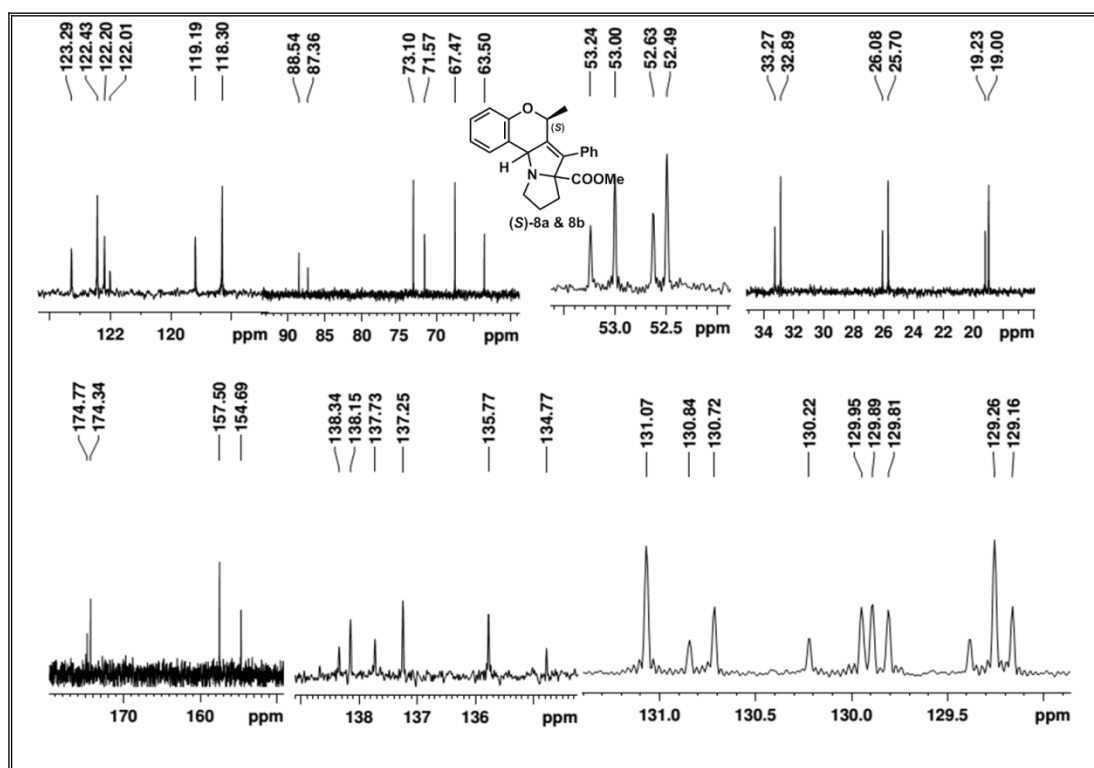 123.29 122.43 122.20 122.01 119.19 118.30 88.54 87.36 73.10 71.57 67.47 63.50 53.24 53.00 52.63 52.49 33.27 32.89 26.08 25.70 19.23 19.00
O
(S)
Ph
H
N
COOMe
(S)-8a & 8b
122 120 ppm 90 85 80 75 70 65 ppm 53.0 52.5 ppm 34 32 30 28 26 24 22 20 ppm
174.77 174.34 157.50 154.69 138.34 138.15 137.73 137.25 135.77 134.77 131.07 130.84 130.72 130.22 129.95 129.89 129.81 129.26 129.16
170 160 ppm 138 137 136 ppm 131.0 130.5 130.0 129.5 ppm